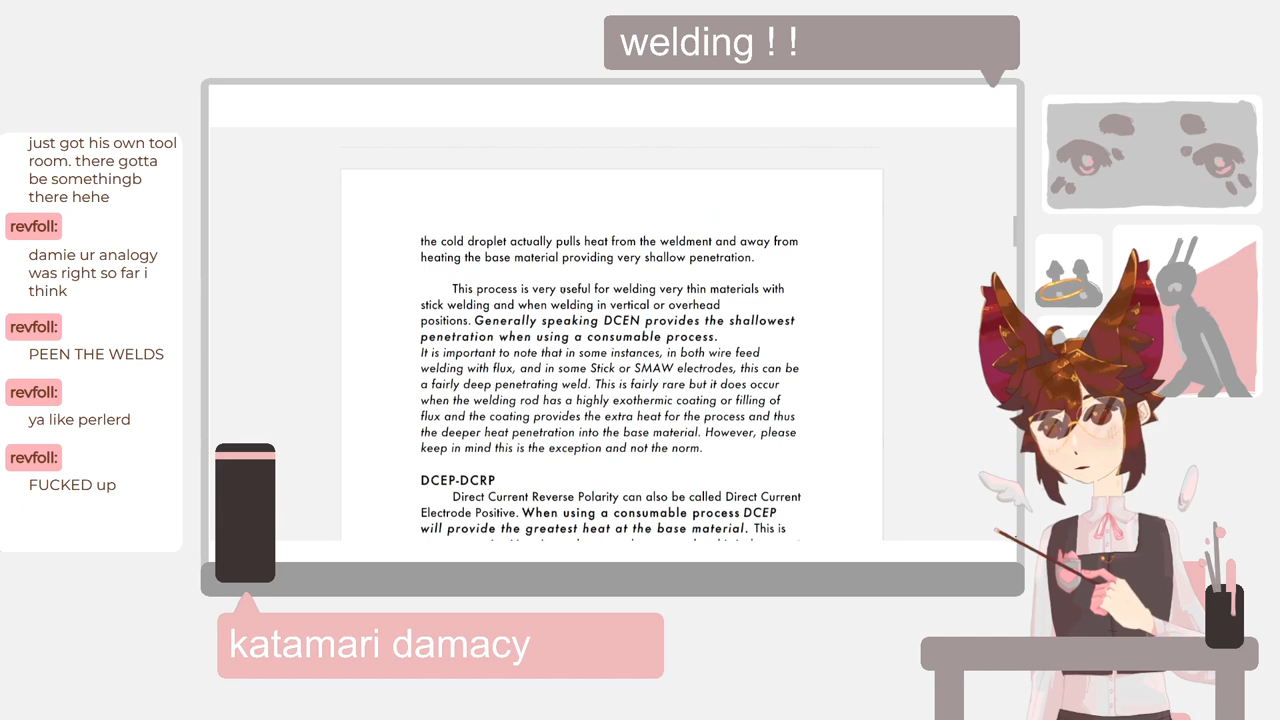 welding ! !
just got his own tool
room. there gotta
be somethingb
there hehe
revfoll:
damie ur analogy
was right so far i
think
revfoll:
PEEN THE WELDS
revfoll:
ya like perlerd
revfoll:
FUCKED up
the cold droplet actually pulls heat from the weldment and away from
heating the base material providing very shallow penetration.
This process is very useful for welding very thin materials with
stick welding and when welding in vertical or overhead
positions. Generally speaking DCEN provides the shallowest
penetration when using a consumable process.
It is important to note that in some instances, in both wire feed
welding with flux, and in some Stick or SMAW electrodes, this can be
a fairly deep penetrating weld. This is fairly rare but it does occur
when the welding rod has a highly exothermic coating or filling of
flux and the coating provides the extra heat for the process and thus
the deeper heat penetration into the base material. However, please
keep in mind this is the exception and not the norm.
DCEP-DCRP
Direct Current Reverse Polarity can also be called Direct Current
Electrode Positive. When using a consumable process DCEP
will provide the greatest heat at the base material. This is
katamari damacy